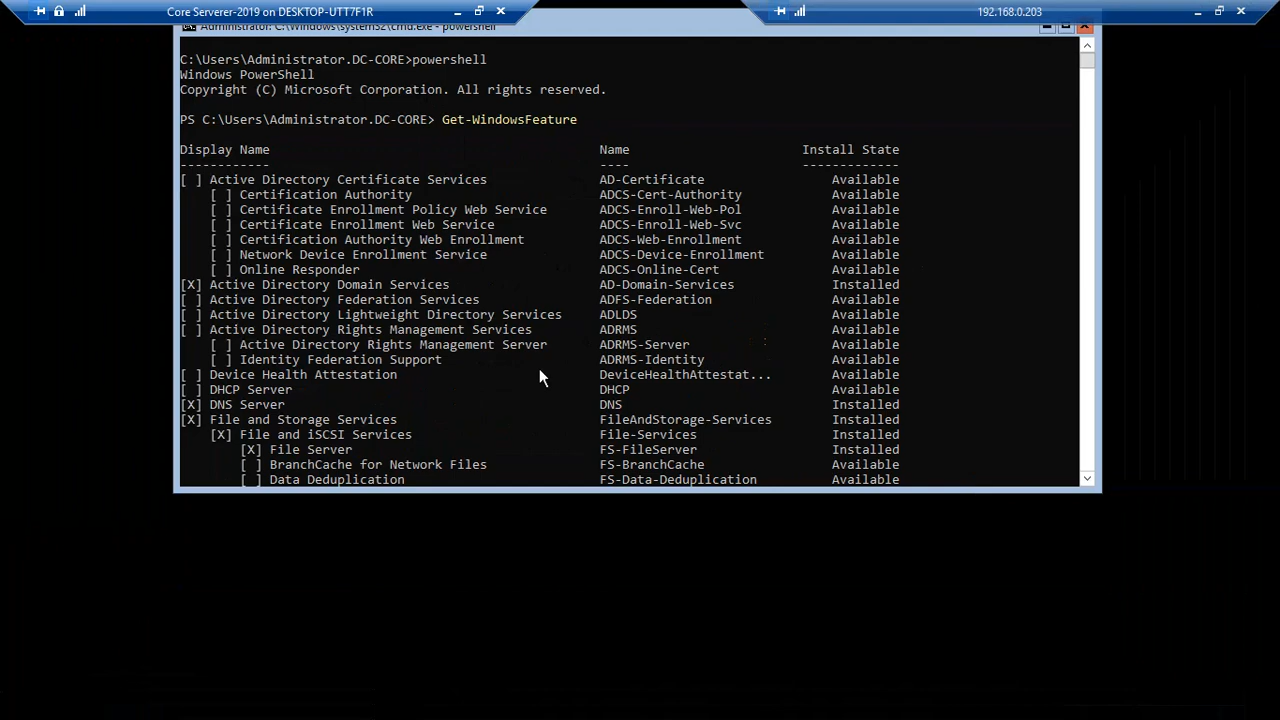 Core Serverer-2019 on DESKTOP-UTT7F1R
192.168.0.203
Administrator: C:\Windows\system32\cmd.exe - powershell
C:\Users\Administrator.DC-CORE>powershell
Windows PowerShell
Copyright (C) Microsoft Corporation. All rights reserved.
PS C:\Users\Administrator.DC-CORE> Get-WindowsFeature
Display Name Name Install State
------------ ---- -------------
[ ] Active Directory Certificate Services AD-Certificate Available
[ ] Certification Authority ADCS-Cert-Authority Available
[ ] Certificate Enrollment Policy Web Service ADCS-Enroll-Web-Pol Available
[ ] Certificate Enrollment Web Service ADCS-Enroll-Web-Svc Available
[ ] Certification Authority Web Enrollment ADCS-Web-Enrollment Available
[ ] Network Device Enrollment Service ADCS-Device-Enrollment Available
[ ] Online Responder ADCS-Online-Cert Available
[X] Active Directory Domain Services AD-Domain-Services Installed
[ ] Active Directory Federation Services ADFS-Federation Available
[ ] Active Directory Lightweight Directory Services ADLDS Available
[ ] Active Directory Rights Management Services ADRMS Available
[ ] Active Directory Rights Management Server ADRMS-Server Available
[ ] Identity Federation Support ADRMS-Identity Available
[ ] Device Health Attestation DeviceHealthAttestat... Available
[ ] DHCP Server DHCP Available
[X] DNS Server DNS Installed
[X] File and Storage Services FileAndStorage-Services Installed
[X] File and iSCSI Services File-Services Installed
[X] File Server FS-FileServer Installed
[ ] BranchCache for Network Files FS-BranchCache Available
[ ] Data Deduplication FS-Data-Deduplication Available